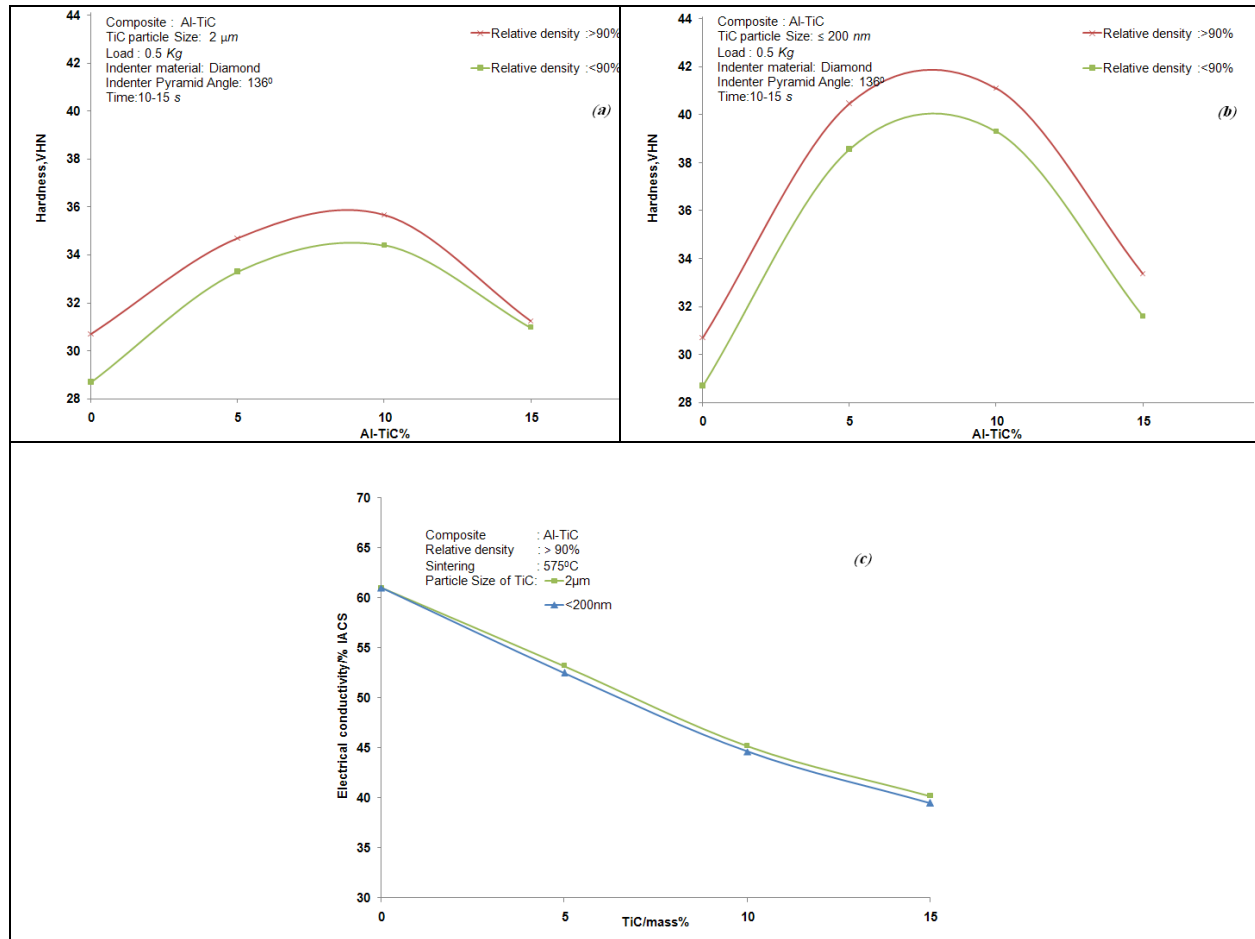 Composite : Al-TiC
TiC particle Size: 2 µm
Load : 0.5 Kg
Indenter material: Diamond
Indenter Pyramid Angle: 136⁰
Time:10-15 s
Relative density :>90%
Relative density :<90%
(a)
Hardness,VHN
44
42
40
38
36
34
32
30
28
0 5 10 15
Al-TiC%
Composite : Al-TiC
TiC particle Size: ≤ 200 nm
Load : 0.5 Kg
Indenter material: Diamond
Indenter Pyramid Angle: 136⁰
Time:10-15 s
Relative density :>90%
Relative density :<90%
(b)
Hardness,VHN
44
42
40
38
36
34
32
30
28
0 5 10 15
Al-TiC%
Composite : Al-TiC
Relative density : > 90%
Sintering : 575⁰C
Particle Size of TiC: 2µm
<200nm
(c)
Electrical conductivity/% IACS
70
65
60
55
50
45
40
35
30
0 5 10 15
TiC/mass%